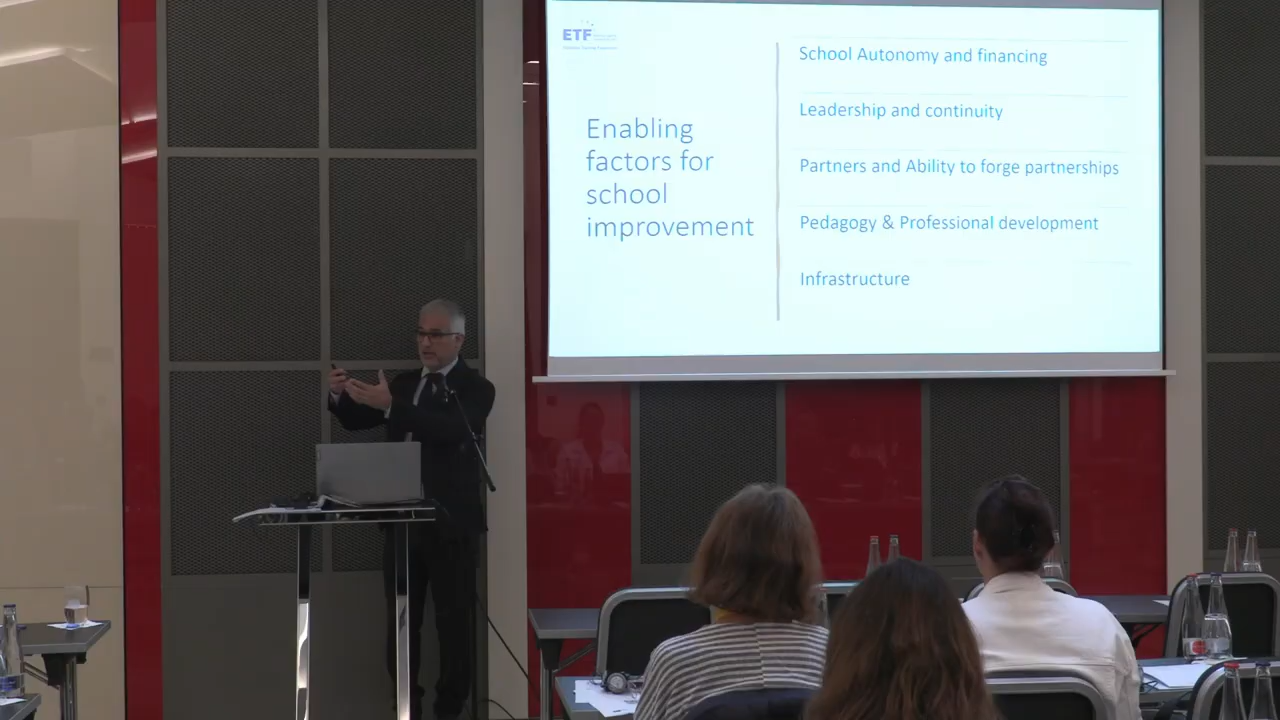 ETF
Enabling
factors for
school
improvement
School Autonomy and financing
Leadership and continuity
Partners and Ability to forge partnerships
Pedagogy & Professional development
Infrastructure